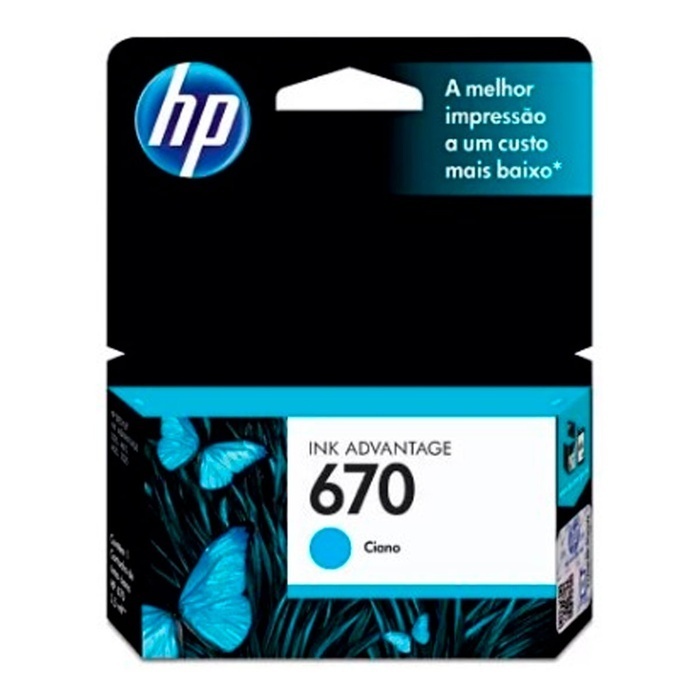 hp
A melhor
impressão
a um custo
mais baixo*
INK ADVANTAGE
670
Ciano